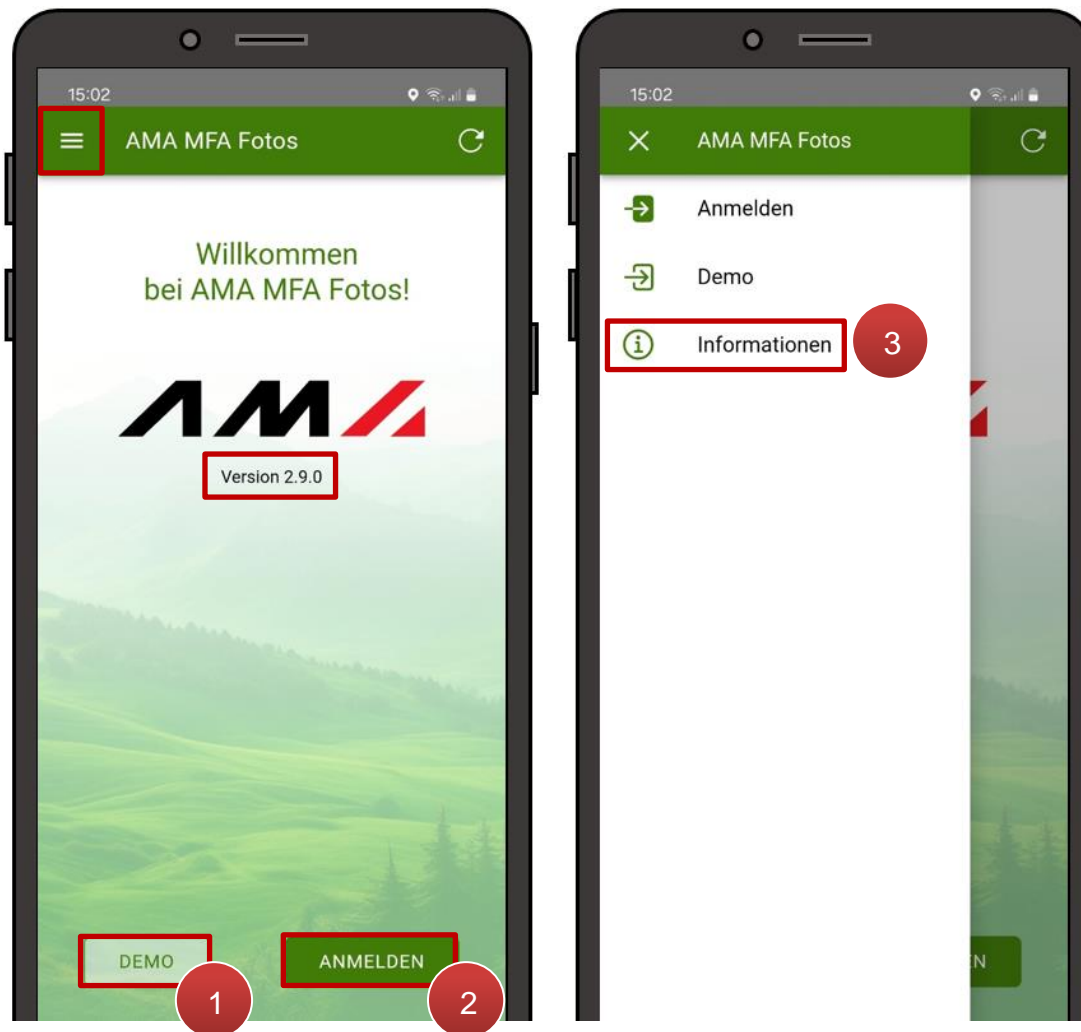 15:02
AMA MFA Fotos
Willkommen
bei AMA MFA Fotos!
AMA
Version 2.9.0
DEMO
ANMELDEN
1
2
15:02
AMA MFA Fotos
Anmelden
Demo
Informationen
3
N